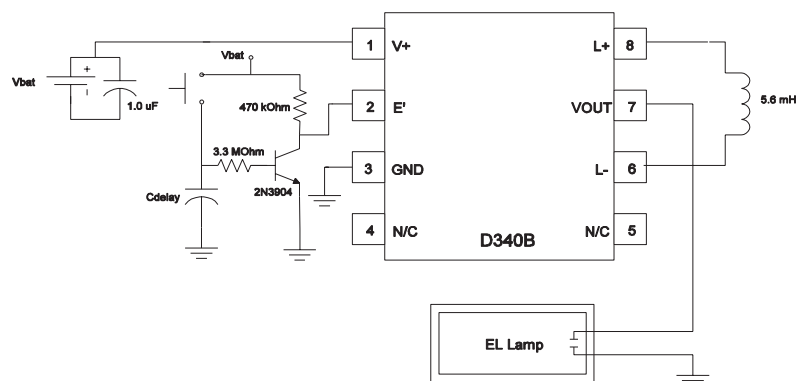 Vbat
+
1.0 uF
Vbat
470 kOhm
3.3 MOhm
2N3904
Cdelay
1 V+
2 E'
3 GND
4 N/C
L+ 8
VOUT 7
L- 6
N/C 5
D340B
5.6 mH
EL Lamp